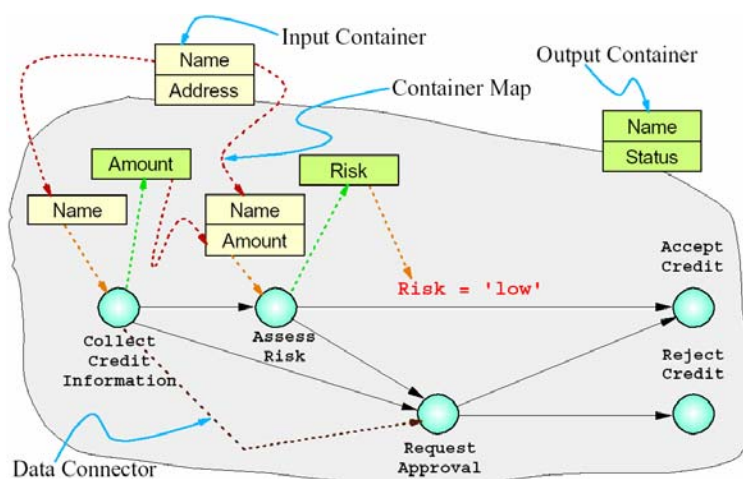 Input Container
Name
Address
Output Container
Container Map
Name
Status
Amount
Risk
Name
Name
Amount
Accept
Credit
Risk = 'low'
Collect
Credit
Information
Assess
Risk
Reject
Credit
Request
Approval
Data Connector